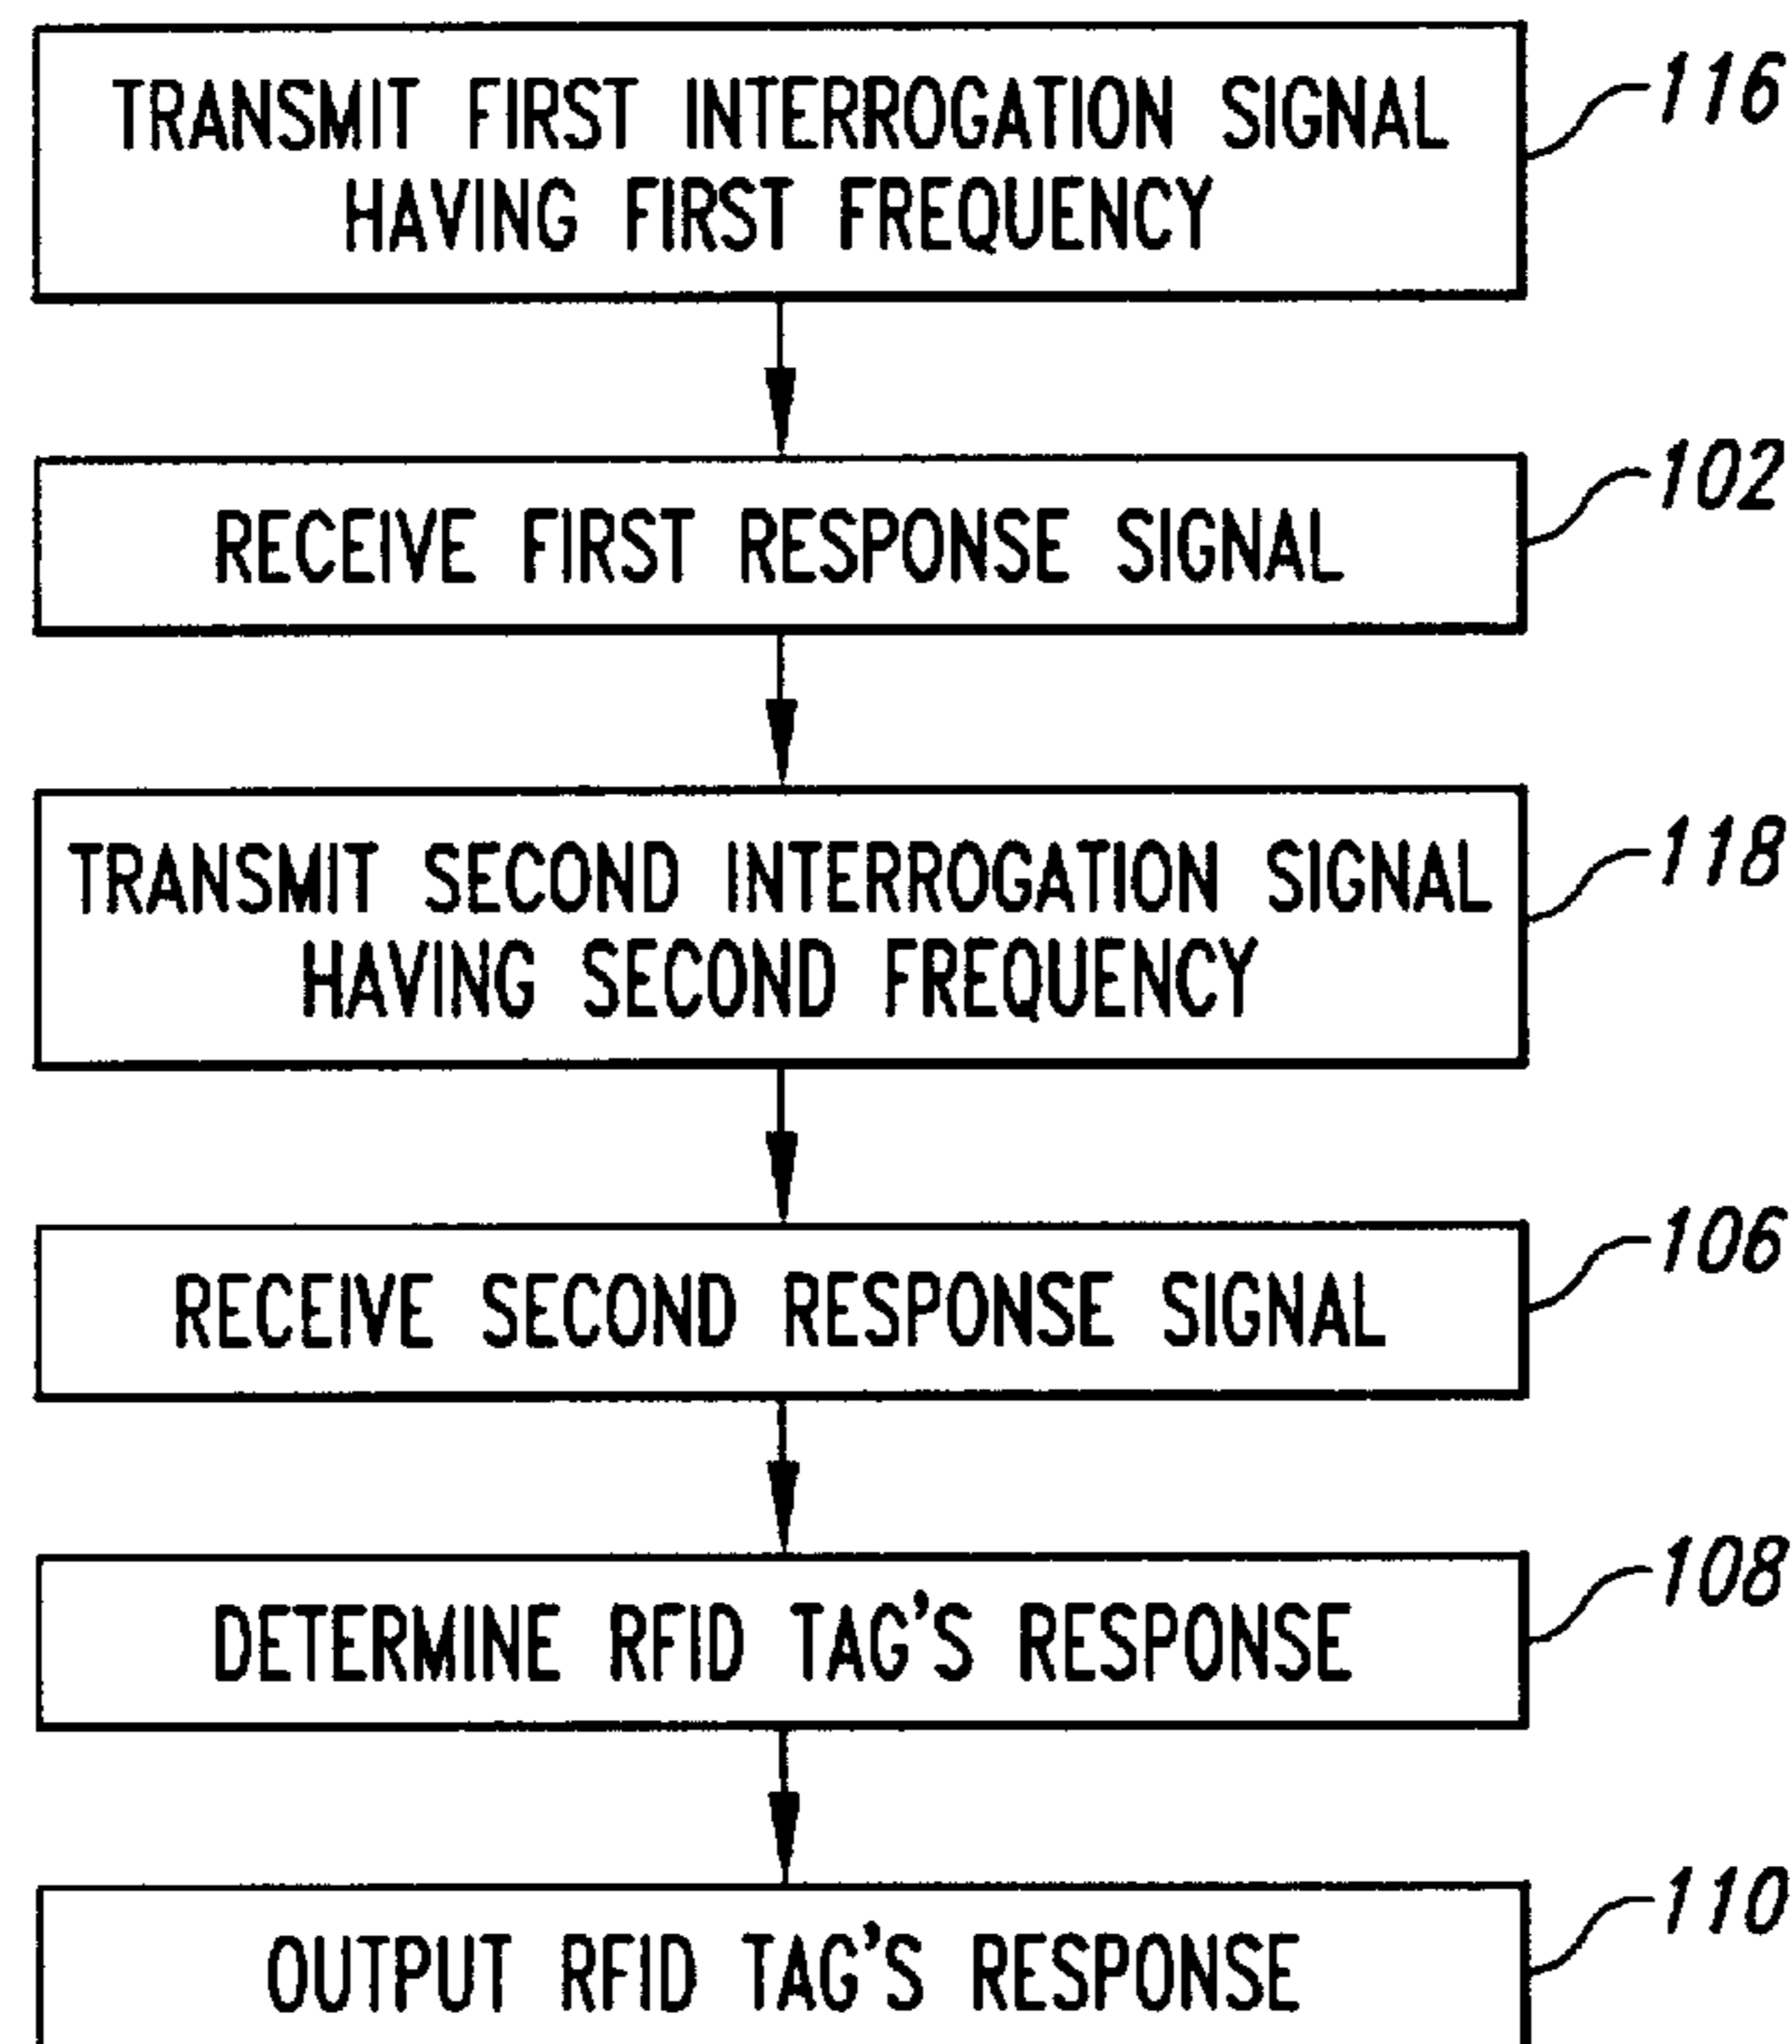 TRANSMIT FIRST INTERROGATION SIGNAL
HAVING FIRST FREQUENCY
116
RECEIVE FIRST RESPONSE SIGNAL
102
TRANSMIT SECOND INTERROGATION SIGNAL
HAVING SECOND FREQUENCY
118
RECEIVE SECOND RESPONSE SIGNAL
106
DETERMINE RFID TAG'S RESPONSE
108
OUTPUT RFID TAG'S RESPONSE
110